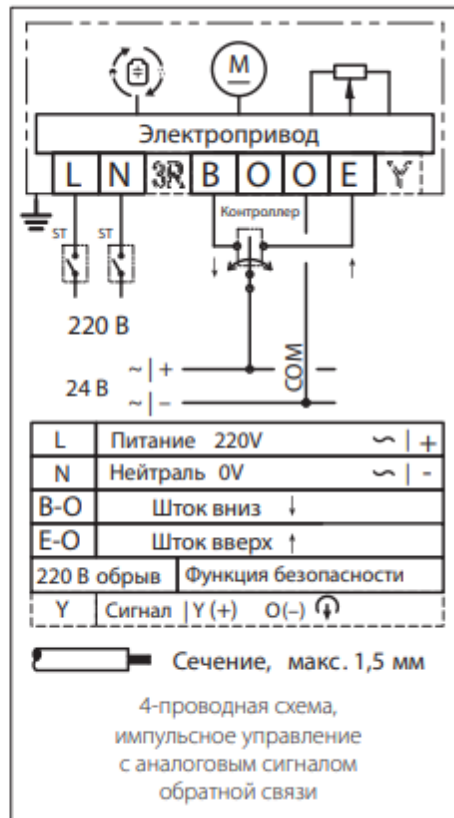 M
Электропривод
L N 3R B O O E Y
Контроллер
ST ST
220 В
~ | +
24 В
~ | −
COM
L Питание 220V ~ | +
N Нейтраль 0V ~ | -
B-O Шток вниз ↓
E-O Шток вверх ↑
220 В обрыв Функция безопасности
Y Сигнал | Y (+) O(−)
Сечение, макс. 1,5 мм
4-проводная схема,
импульсное управление
с аналоговым сигналом
обратной связи